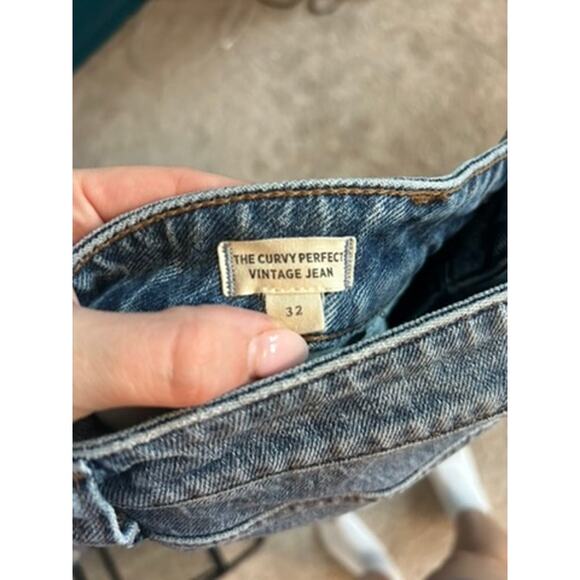 THE CURVY PERFECT
VINTAGE JEAN
32